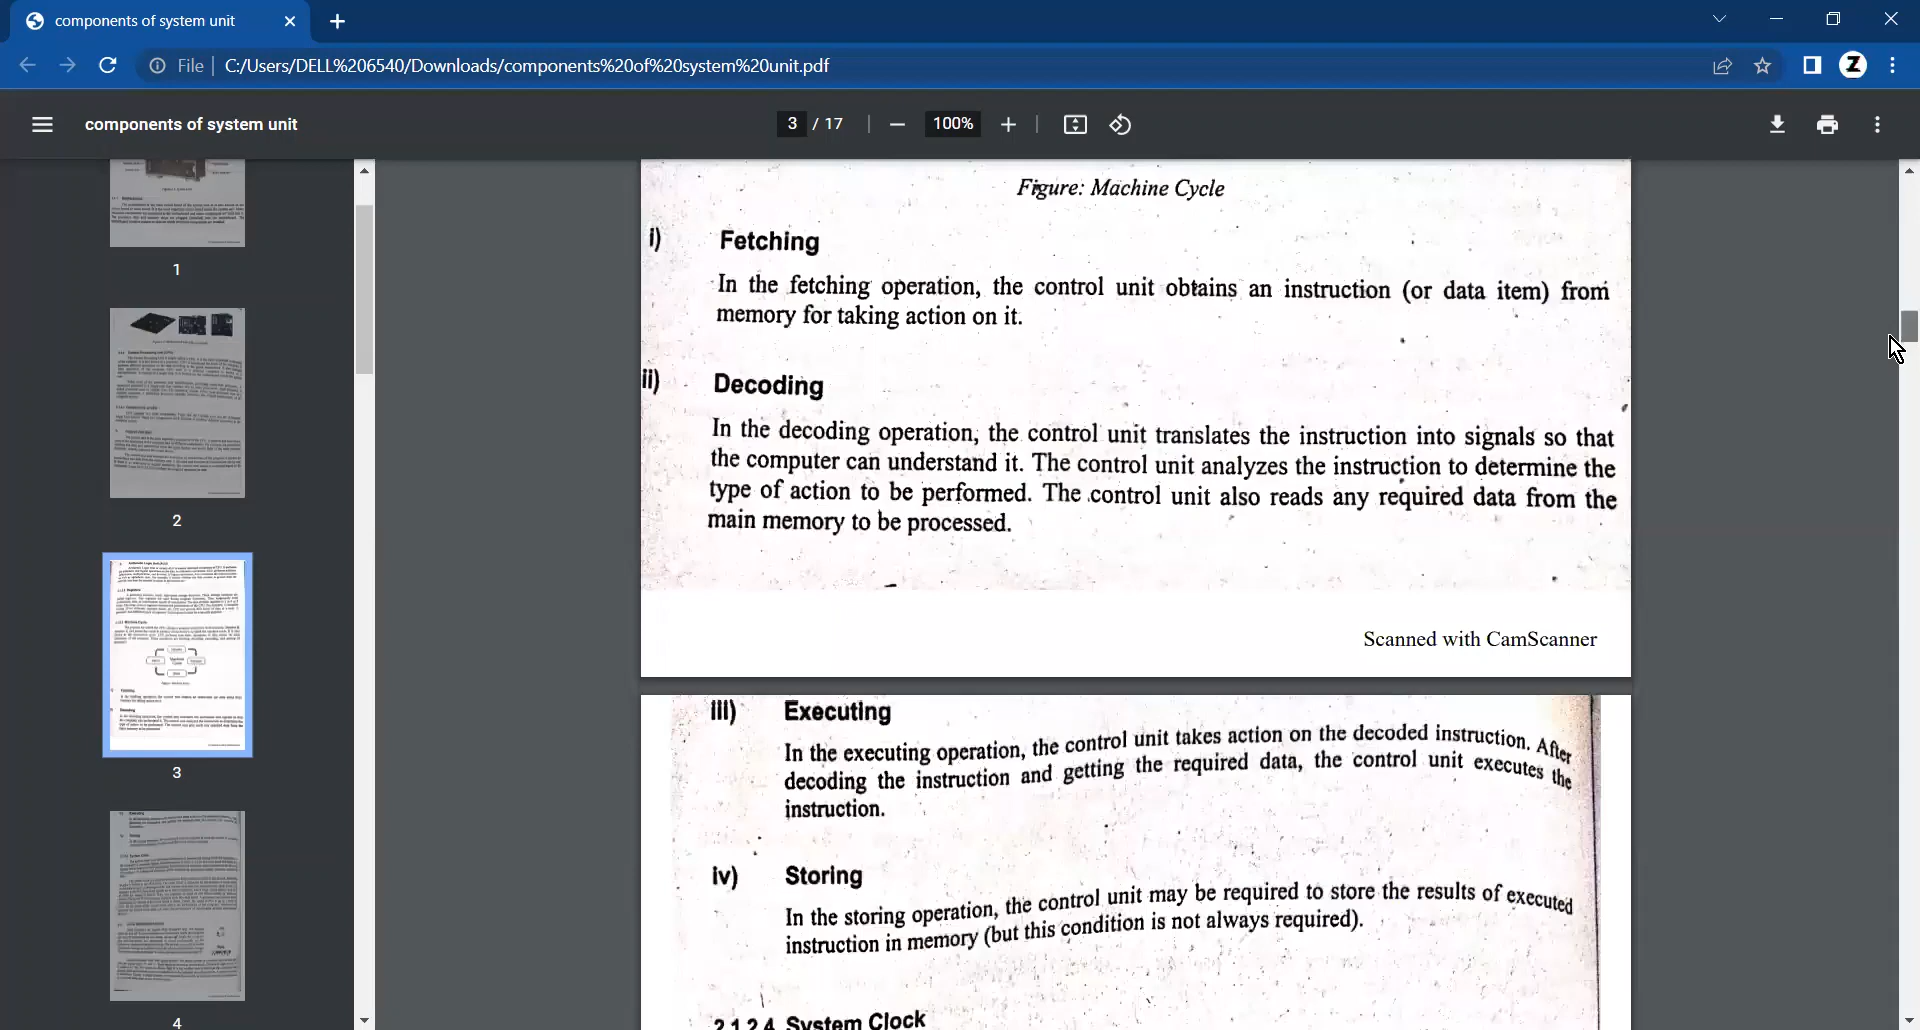 components of system unit
File | C:/Users/DELL%206540/Downloads/components%20of%20system%20unit.pdf
Z
components of system unit
3 / 17
100%
1
2
3
4
Figure: Machine Cycle
i) Fetching
In the fetching operation, the control unit obtains an instruction (or data item) from
memory for taking action on it.
ii) Decoding
In the decoding operation, the control unit translates the instruction into signals so that
the computer can understand it. The control unit analyzes the instruction to determine the
type of action to be performed. The control unit also reads any required data from the
main memory to be processed.
Scanned with CamScanner
iii) Executing
In the executing operation, the control unit takes action on the decoded instruction. After
decoding the instruction and getting the required data, the control unit executes the
instruction.
iv) Storing
In the storing operation, the control unit may be required to store the results of executed
instruction in memory (but this condition is not always required).
2.1.2.4 System Clock